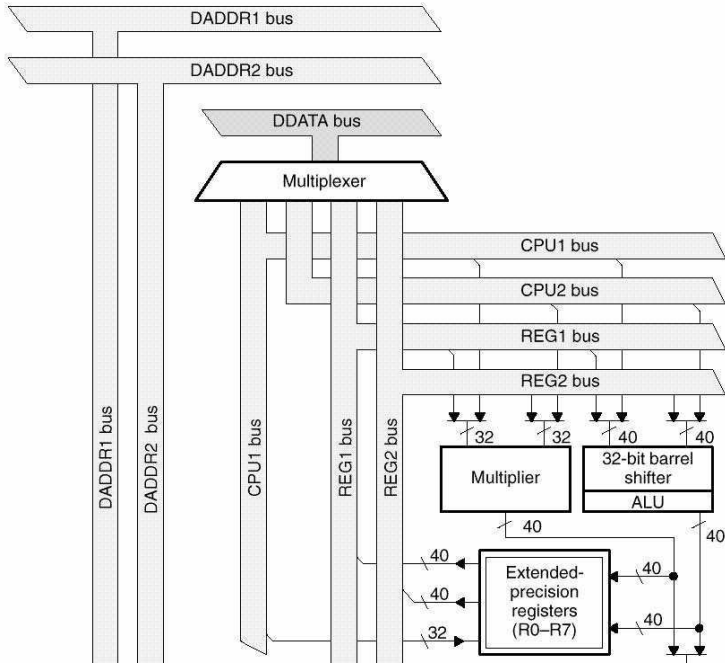 DADDR1 bus
DADDR2 bus
DDATA bus
Multiplexer
CPU1 bus
CPU2 bus
REG1 bus
REG2 bus
DADDR1 bus
DADDR2 bus
CPU1 bus
REG1 bus
REG2 bus
32
32
40
40
Multiplier
32-bit barrel
shifter
ALU
40
40
40
40
32
Extended-
precision
registers
(R0–R7)
40
40